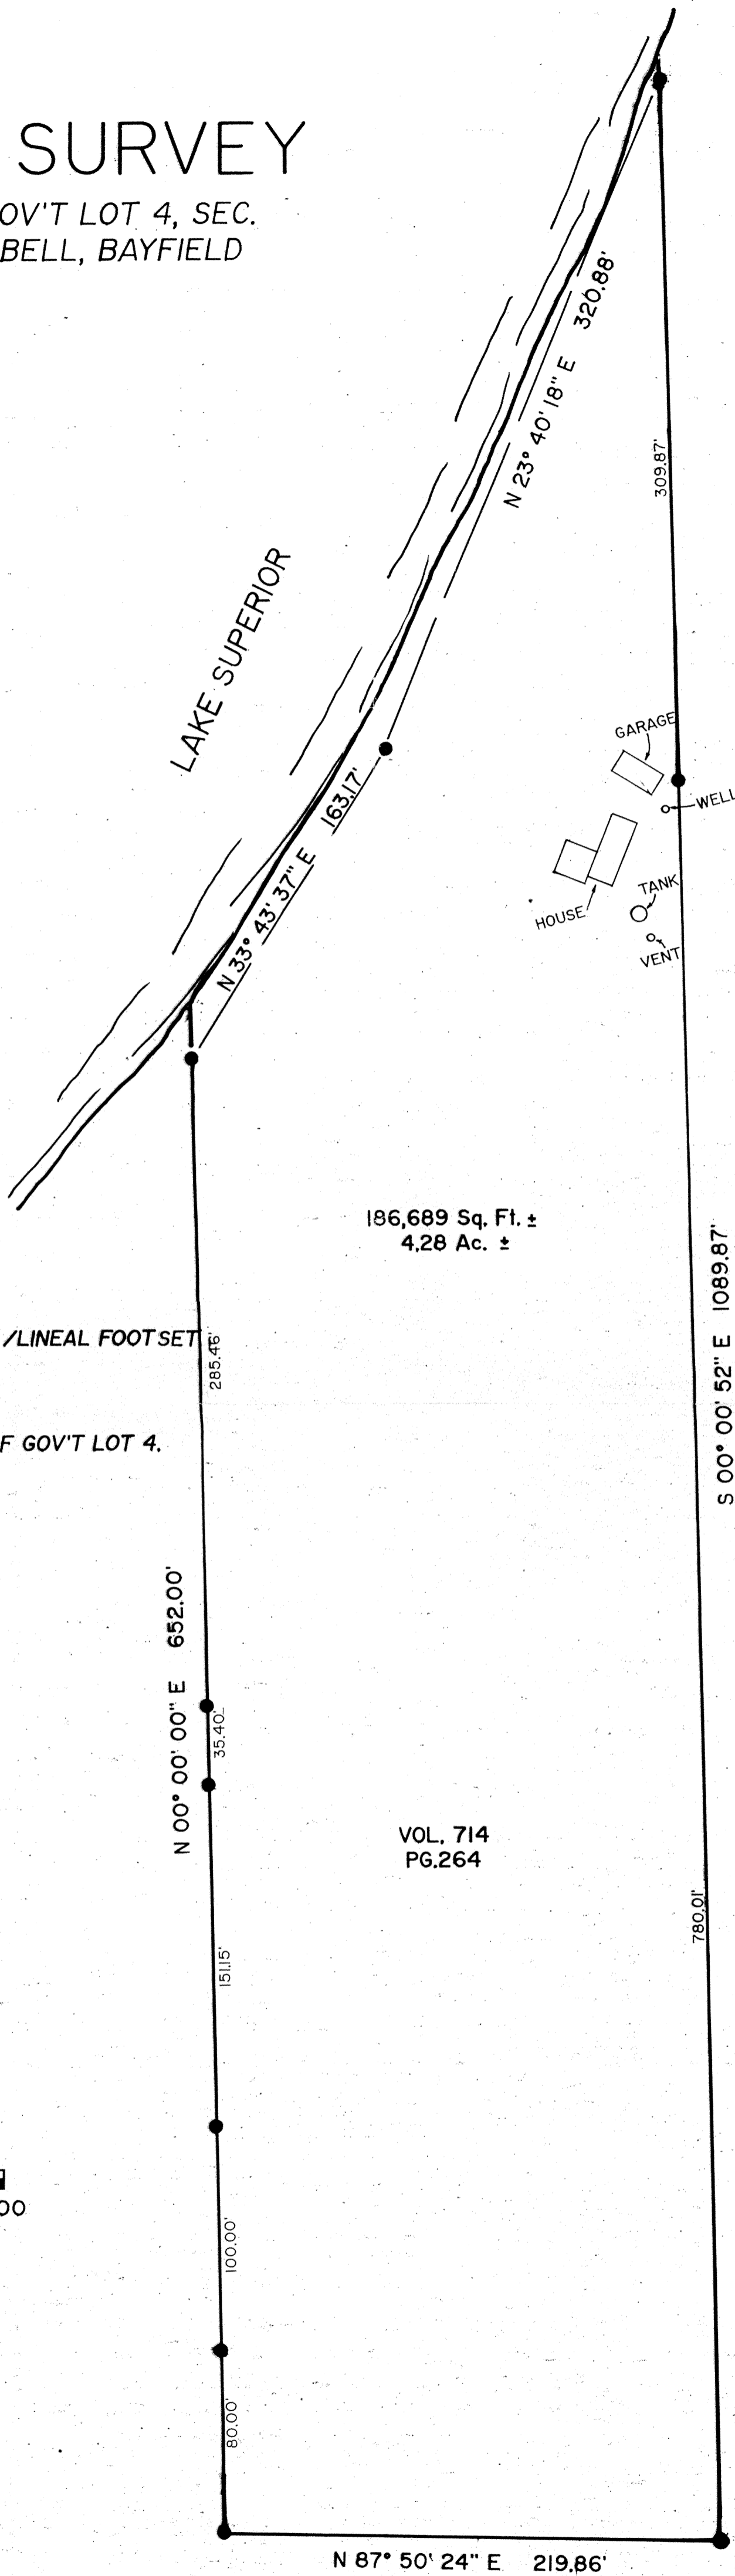 SURVEY
OV'T LOT 4, SEC.
BELL, BAYFIELD
N 23° 40' 18" E 320.88'
309.87'
LAKE SUPERIOR
GARAGE
WELL
N 33° 43' 37" E 163.17'
HOUSE
TANK
VENT
186,689 Sq. Ft. ±
4.28 Ac. ±
S 00° 00' 52" E 1089.87'
/LINEAL FOOT SET
285.46'
F GOV'T LOT 4.
N 00° 00' 00" E 652.00'
35.40'
VOL. 714
PG.264
780.01'
151.15'
00
100.00'
80.00'
N 87° 50' 24" E 219.86'